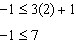 −1 ≤ 3(2) + 1
−1 ≤ 7